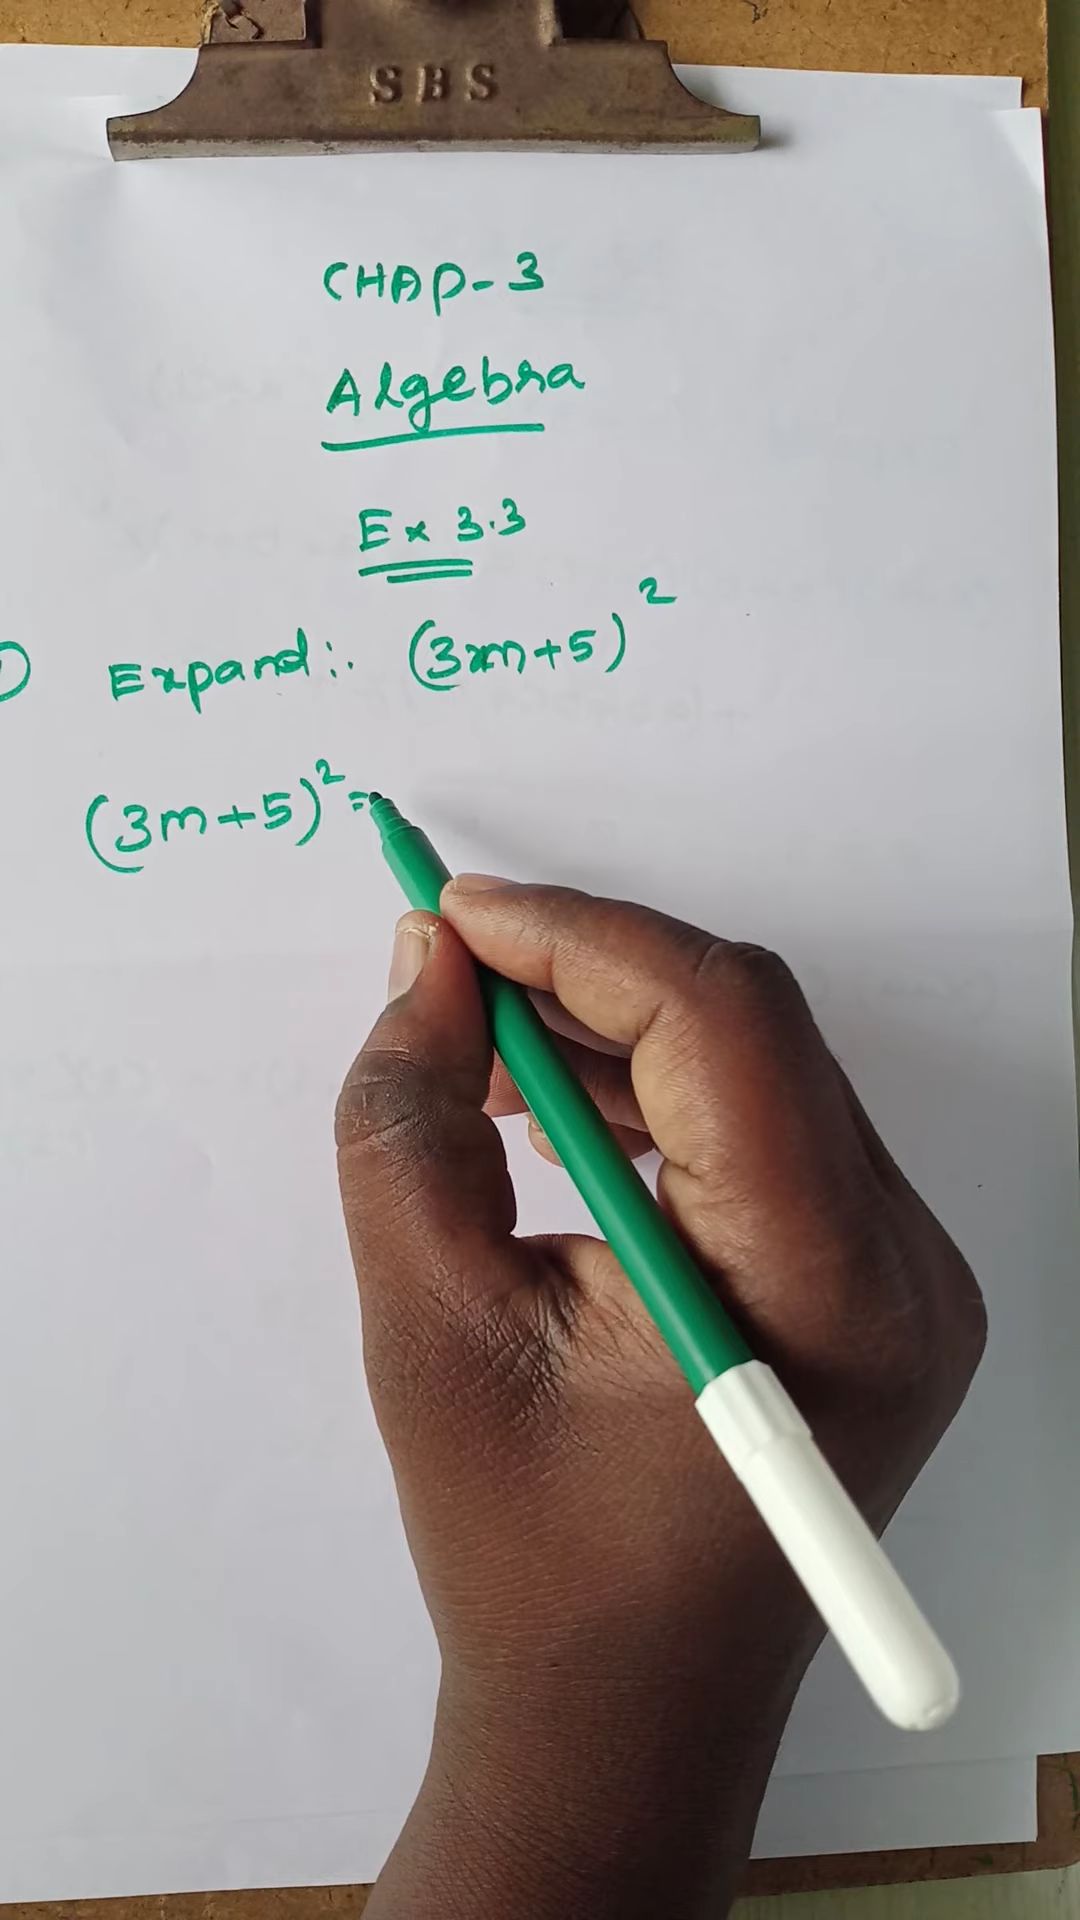 SBS
CHAP-3
Algebra
Ex 3.3
Expand:. (3m+5)²
(3m+5)² =